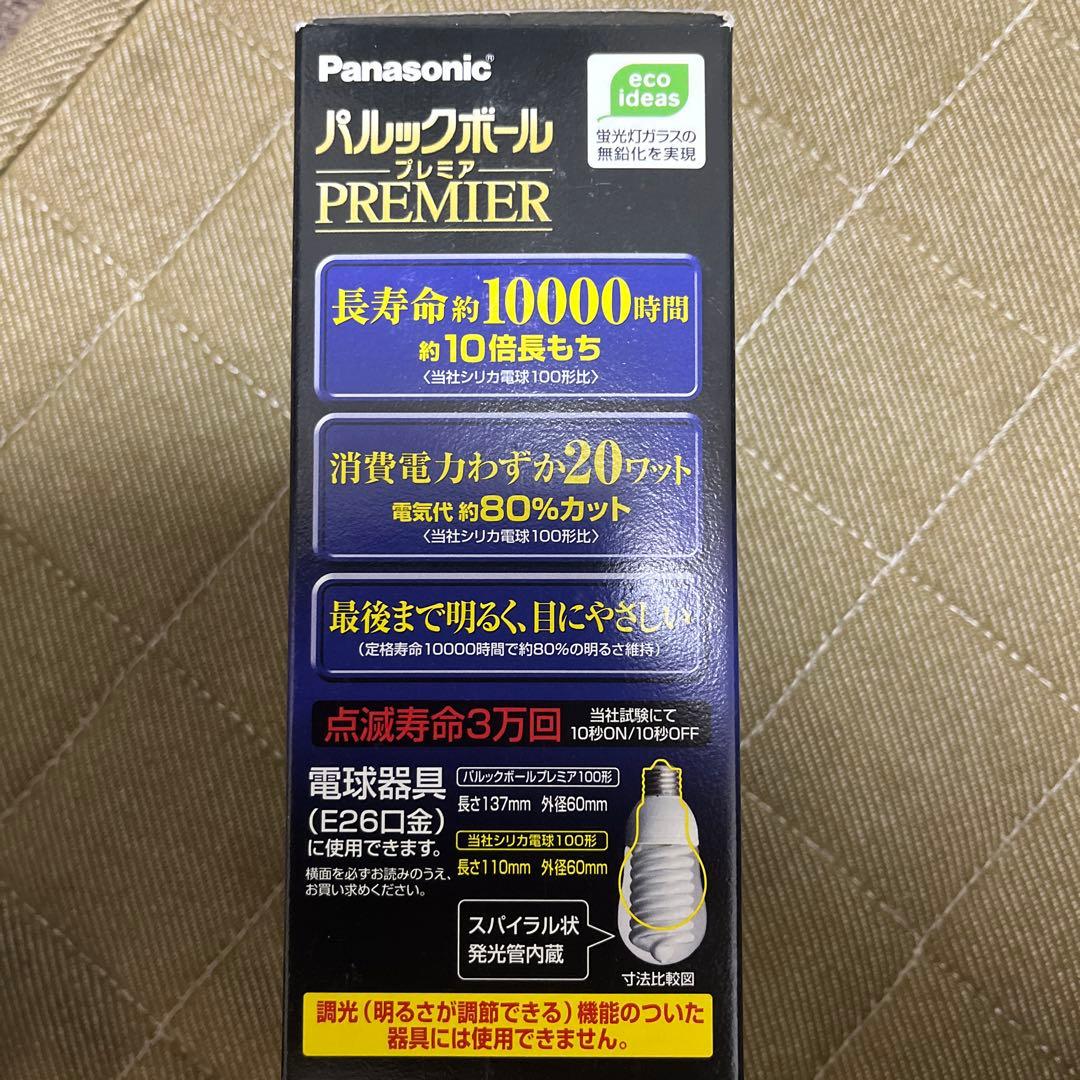 Panasonic®
eco
ideas
蛍光灯ガラスの
無鉛化を実現
パルックボール
プレミア
PREMIER
長寿命約10000時間
約10倍長もち
〈当社シリカ電球100形比〉
消費電力わずか20ワット
電気代約80%カット
〈当社シリカ電球100形比〉
最後まで明るく、目にやさしい
(定格寿命10000時間で約80%の明るさ維持)
点滅寿命3万回
当社試験にて
10秒ON/10秒OFF
電球器具
(E26口金)
に使用できます。
横面を必ずお読みのうえ、
お買い求めください。
パルックボールプレミア100形
長さ137mm 外径60mm
当社シリカ電球100形
長さ110mm 外径60mm
スパイラル状
発光管内蔵
寸法比較図
調光(明るさが調節できる)機能のついた
器具には使用できません。